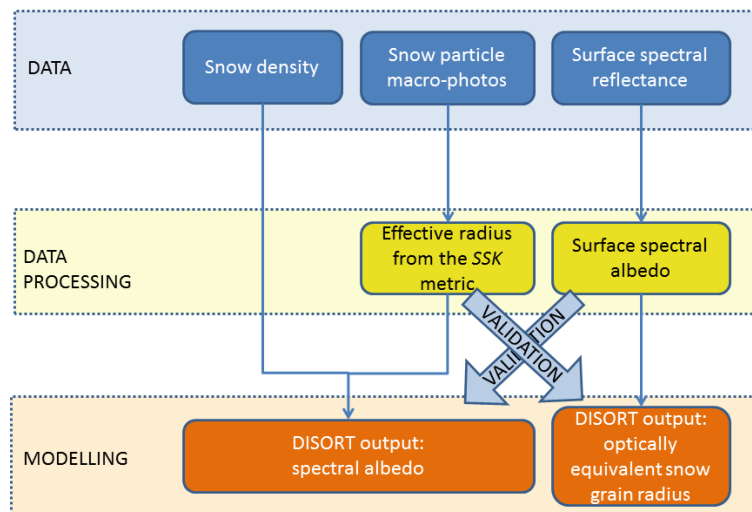 DATA
Snow density
Snow particle
macro-photos
Surface spectral
reflectance
DATA
PROCESSING
Effective radius
from the SSK
metric
Surface spectral
albedo
VALIDATION
VALIDATION
MODELLING
DISORT output:
spectral albedo
DISORT output:
optically
equivalent snow
grain radius